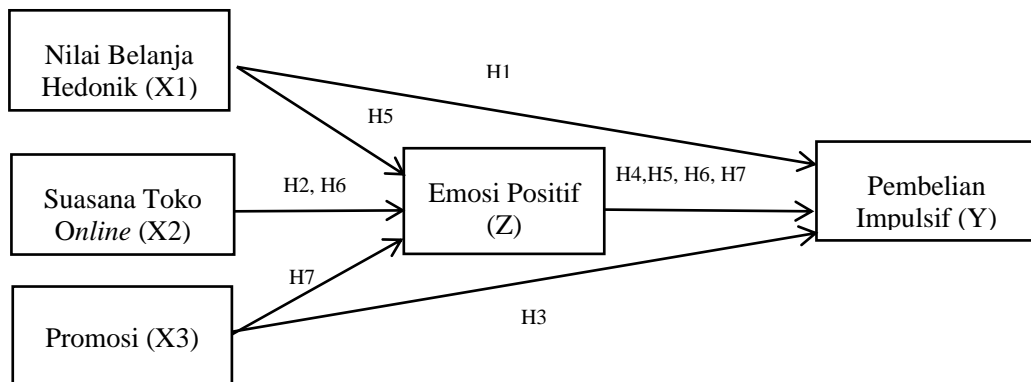 Nilai Belanja
Hedonik (X1)
H1
H5
Suasana Toko
Online (X2)
H2, H6
Emosi Positif
(Z)
H4,H5, H6, H7
Pembelian
Impulsif (Y)
H7
Promosi (X3)
H3